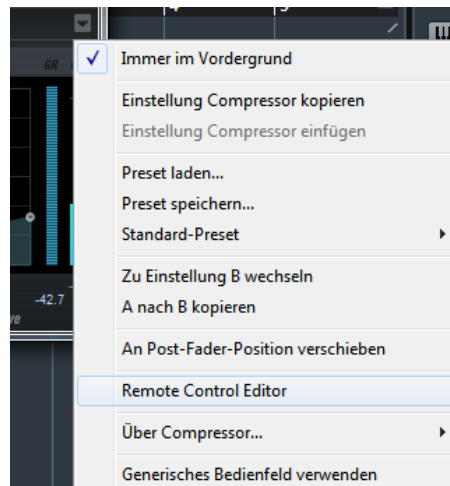 GR
Immer im Vordergrund
Einstellung Compressor kopieren
Einstellung Compressor einfügen
Preset laden...
Preset speichern...
Standard-Preset
Zu Einstellung B wechseln
A nach B kopieren
-42.7
An Post-Fader-Position verschieben
Remote Control Editor
Über Compressor...
Generisches Bedienfeld verwenden